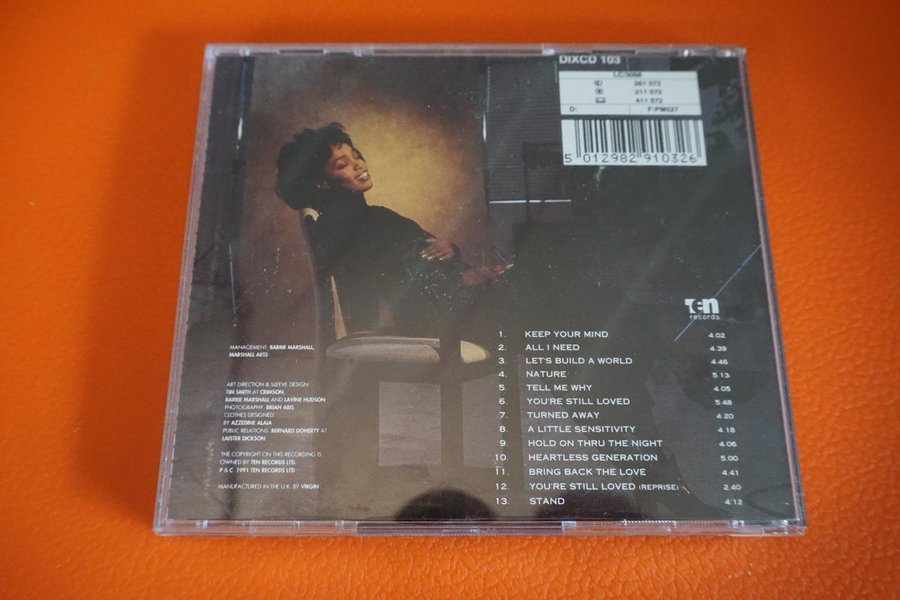 DIXCD 103
LC/3098
261 572
211 572
411 572
D: F:PM527
5 012982 910326
TEN
records
1. KEEP YOUR MIND 4.02
2. ALL I NEED 4.39
3. LET'S BUILD A WORLD 4.46
4. NATURE 5.13
5. TELL ME WHY 4.05
6. YOU'RE STILL LOVED 5.48
7. TURNED AWAY 4.20
8. A LITTLE SENSITIVITY 4.18
9. HOLD ON THRU THE NIGHT 4.06
10. HEARTLESS GENERATION 5.00
11. BRING BACK THE LOVE 4.41
12. YOU'RE STILL LOVED (REPRISE) 2.40
13. STAND 4.12
MANAGEMENT: BARRIE MARSHALL,
MARSHALL ARTS
ART DIRECTION & SLEEVE DESIGN
TIM SMITH AT CRIMSON,
BARRIE MARSHALL AND LAVINE HUDSON
PHOTOGRAPHY: BRIAN ARIS
CLOTHES DESIGNED
BY AZZEDINE ALAIA
PUBLIC RELATIONS: BERNARD DOHERTY AT
LAISTER DICKSON
THE COPYRIGHT ON THIS RECORDING IS
OWNED BY TEN RECORDS LTD.
P & C 1991 TEN RECORDS LTD
MANUFACTURED IN THE U.K. BY VIRGIN